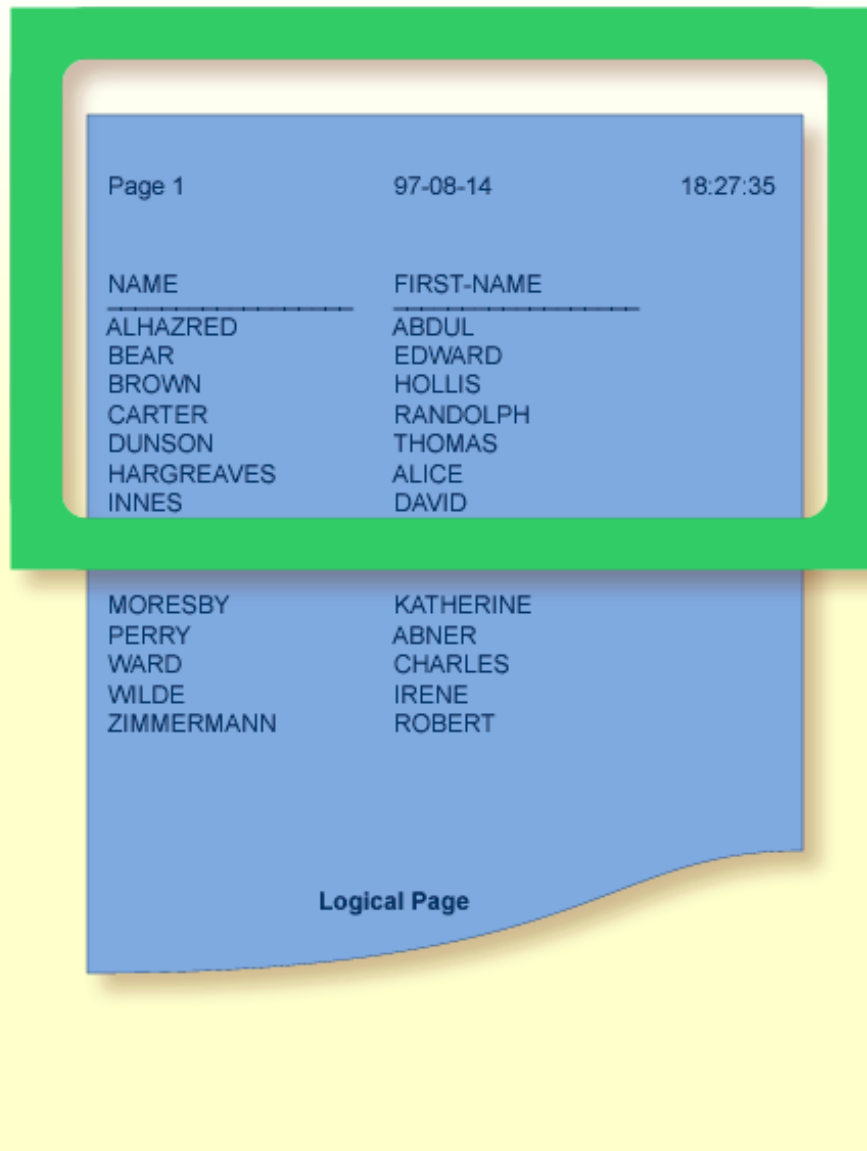 Page 1 97-08-14 18:27:35
NAME FIRST-NAME
ALHAZRED ABDUL
BEAR EDWARD
BROWN HOLLIS
CARTER RANDOLPH
DUNSON THOMAS
HARGREAVES ALICE
INNES DAVID
MORESBY KATHERINE
PERRY ABNER
WARD CHARLES
WILDE IRENE
ZIMMERMANN ROBERT
Logical Page